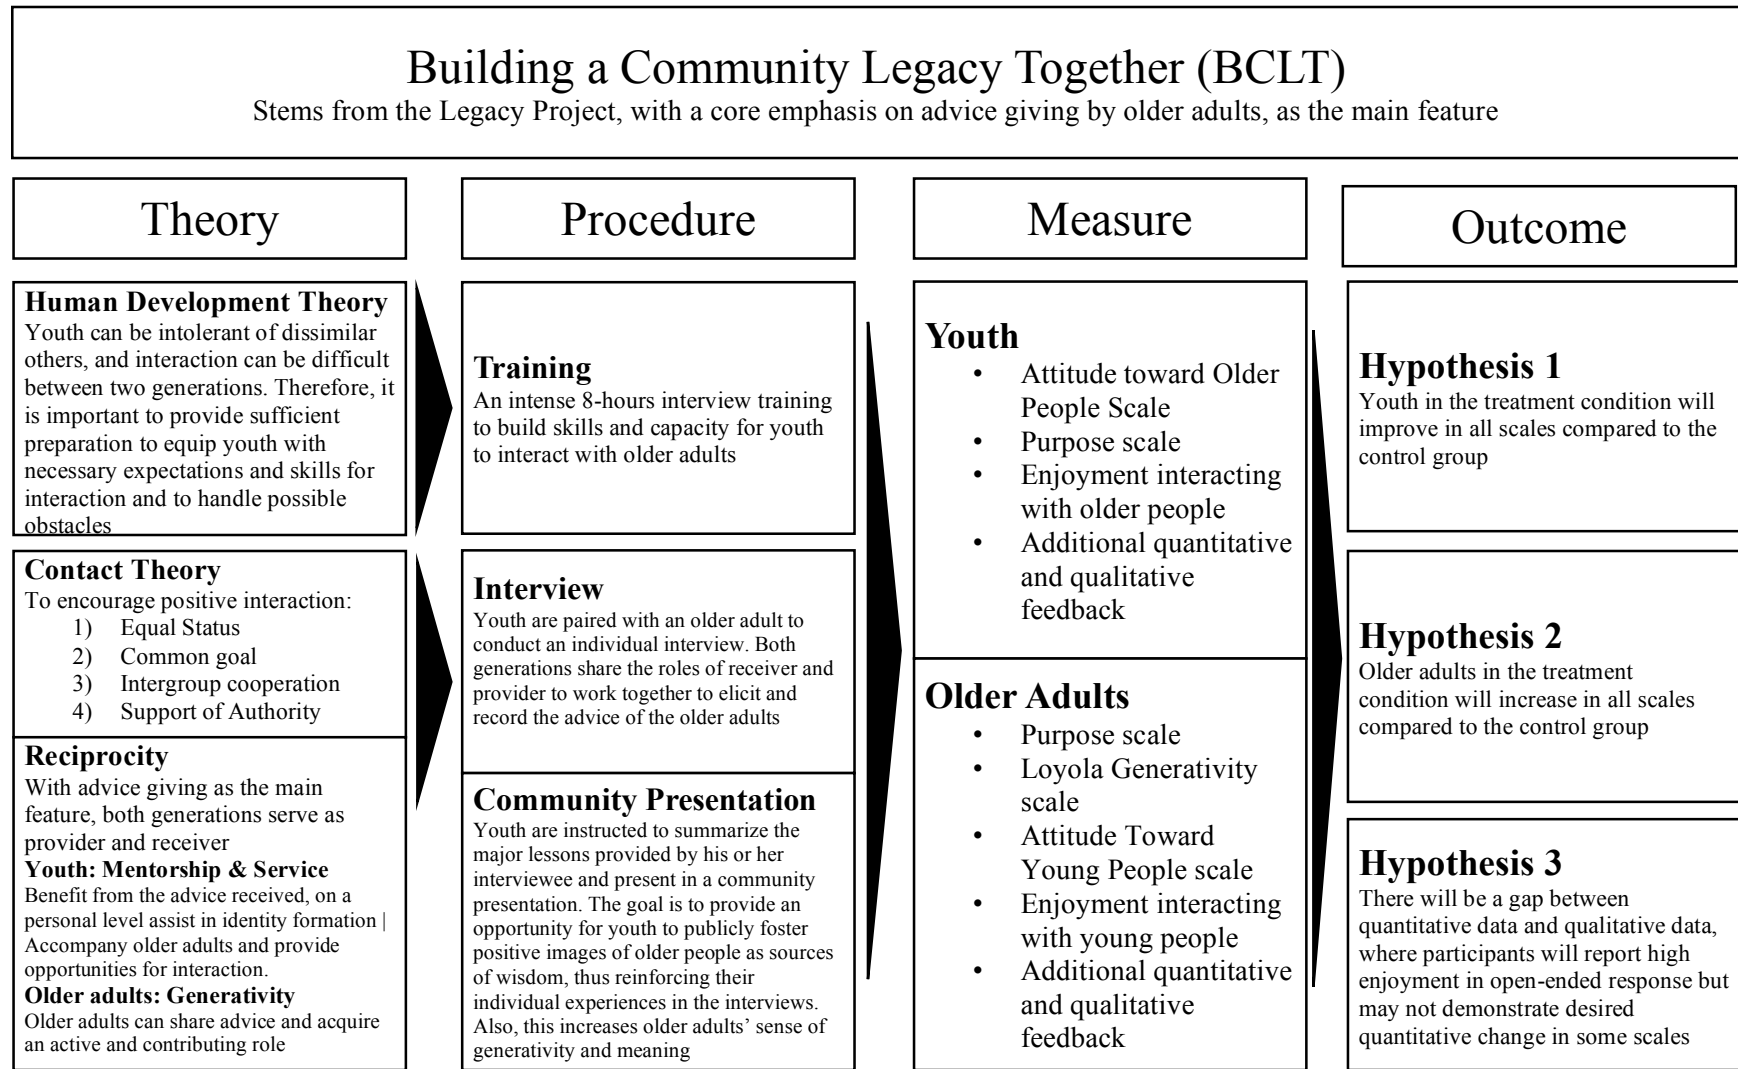 Building a Community Legacy Together (BCLT)
Stems from the Legacy Project, with a core emphasis on advice giving by older adults, as the main feature
Theory
Human Development Theory
Youth can be intolerant of dissimilar
others, and interaction can be difficult
between two generations. Therefore, it
is important to provide sufficient
preparation to equip youth with
necessary expectations and skills for
interaction and to handle possible
obstacles
Contact Theory
To encourage positive interaction:
1) Equal Status
2) Common goal
3) Intergroup cooperation
4) Support of Authority
Reciprocity
With advice giving as the main
feature, both generations serve as
provider and receiver
Youth: Mentorship & Service
Benefit from the advice received, on a
personal level assist in identity formation |
Accompany older adults and provide
opportunities for interaction.
Older adults: Generativity
Older adults can share advice and acquire
an active and contributing role
Procedure
Training
An intense 8-hours interview training
to build skills and capacity for youth
to interact with older adults
Interview
Youth are paired with an older adult to
conduct an individual interview. Both
generations share the roles of receiver and
provider to work together to elicit and
record the advice of the older adults
Community Presentation
Youth are instructed to summarize the
major lessons provided by his or her
interviewee and present in a community
presentation. The goal is to provide an
opportunity for youth to publicly foster
positive images of older people as sources
of wisdom, thus reinforcing their
individual experiences in the interviews.
Also, this increases older adults' sense of
generativity and meaning
Measure
Youth
• Attitude toward Older
People Scale
• Purpose scale
• Enjoyment interacting
with older people
• Additional quantitative
and qualitative
feedback
Older Adults
• Purpose scale
• Loyola Generativity
scale
• Attitude Toward
Young People scale
• Enjoyment interacting
with young people
• Additional quantitative
and qualitative
feedback
Outcome
Hypothesis 1
Youth in the treatment condition will
improve in all scales compared to the
control group
Hypothesis 2
Older adults in the treatment
condition will increase in all scales
compared to the control group
Hypothesis 3
There will be a gap between
quantitative data and qualitative data,
where participants will report high
enjoyment in open-ended response but
may not demonstrate desired
quantitative change in some scales